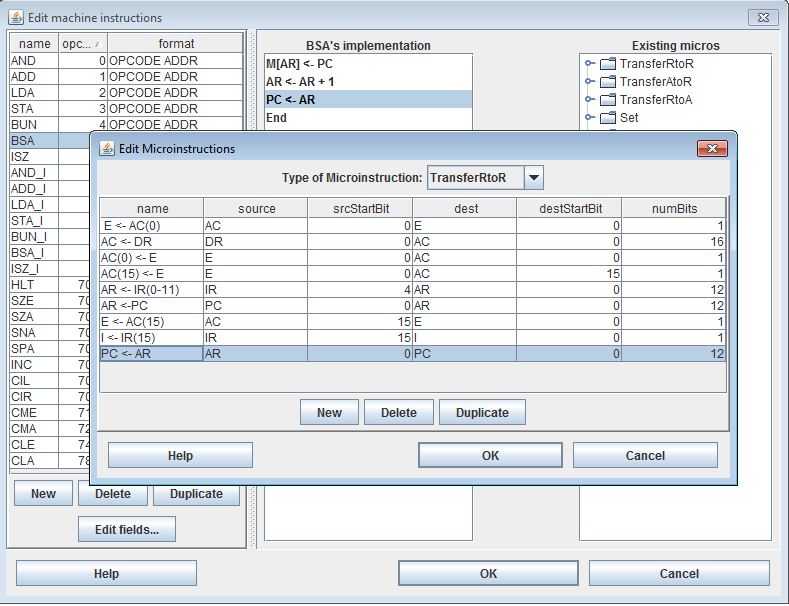 Edit machine instructions
name opc... / format
AND 0 OPCODE ADDR
ADD 1 OPCODE ADDR
LDA 2 OPCODE ADDR
STA 3 OPCODE ADDR
BUN 4 OPCODE ADDR
BSA
ISZ
AND_I
ADD_I
LDA_I
STA_I
BUN_I
BSA_I
ISZ_I
HLT 70
SZE 70
SZA 70
SNA 70
SPA 70
INC 70
CIL 70
CIR 70
CME 71
CMA 72
CLE 74
CLA 78
New Delete Duplicate
Edit fields...
BSA's implementation
M[AR] <- PC
AR <- AR + 1
PC <- AR
End
Existing micros
TransferRtoR
TransferAtoR
TransferRtoA
Set
Edit Microinstructions
Type of Microinstruction: TransferRtoR
name source srcStartBit dest destStartBit numBits
E <- AC(0) AC 0 E 0 1
AC <- DR DR 0 AC 0 16
AC(0) <- E E 0 AC 0 1
AC(15) <- E E 0 AC 15 1
AR <- IR(0-11) IR 4 AR 0 12
AR <-PC PC 0 AR 0 12
E <- AC(15) AC 15 E 0 1
I <- IR(15) IR 15 I 0 1
PC <- AR AR 0 PC 0 12
New Delete Duplicate
Help OK Cancel
Help OK Cancel